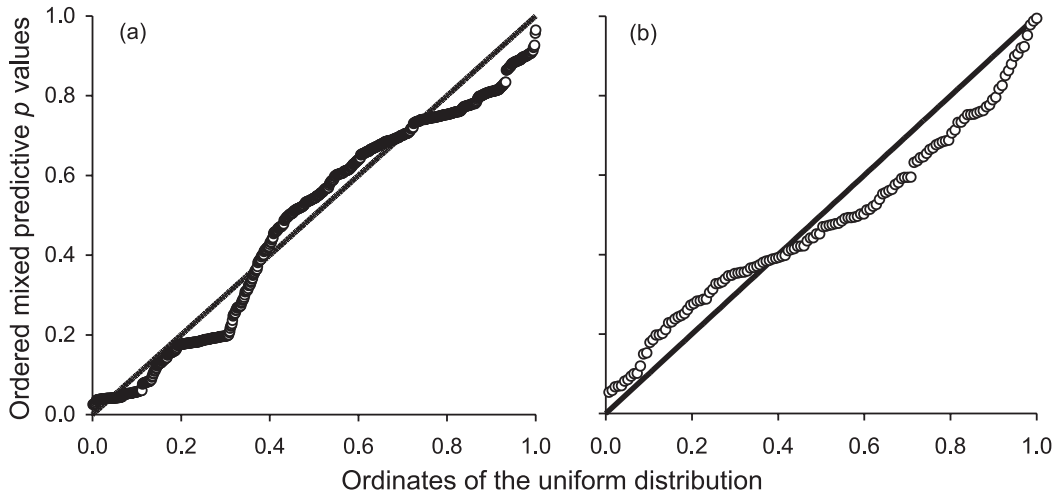 Ordered mixed predictive p values
(a)
1.0
0.8
0.6
0.4
0.2
0.0
0.0 0.2 0.4 0.6 0.8 1.0
(b)
0.0 0.2 0.4 0.6 0.8 1.0
Ordinates of the uniform distribution